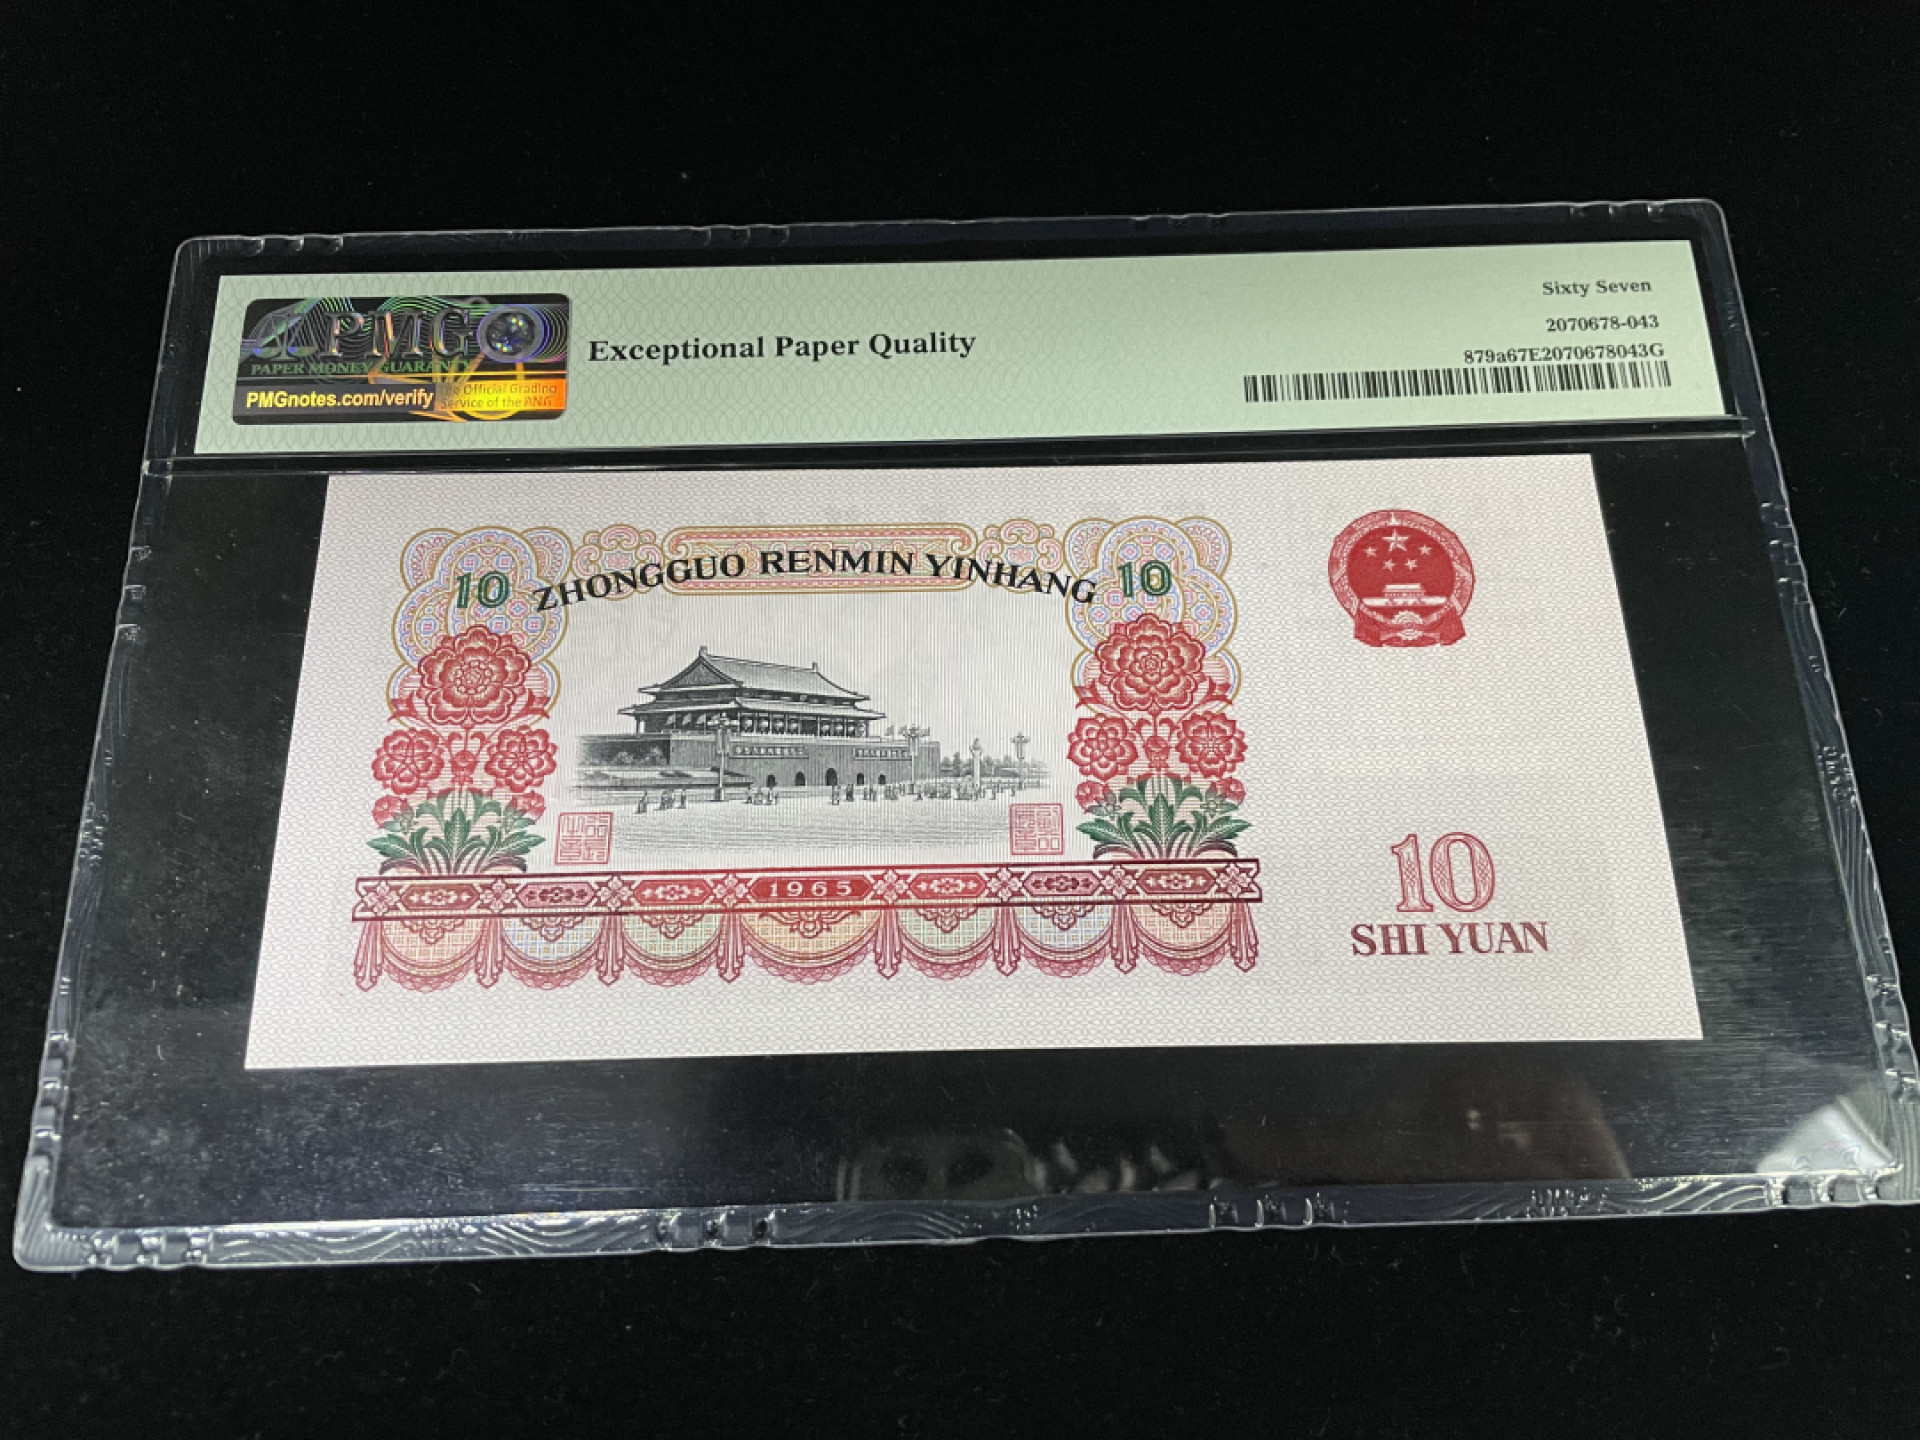 PMG
PAPER MONEY GUARANTY
PMGnotes.com/verify
The Official Grading
Service of the ANA
Exceptional Paper Quality
Sixty Seven
2070678-043
879a67E2070678043G
10 ZHONGGUO RENMIN YINHANG 10
1965
10
SHI YUAN